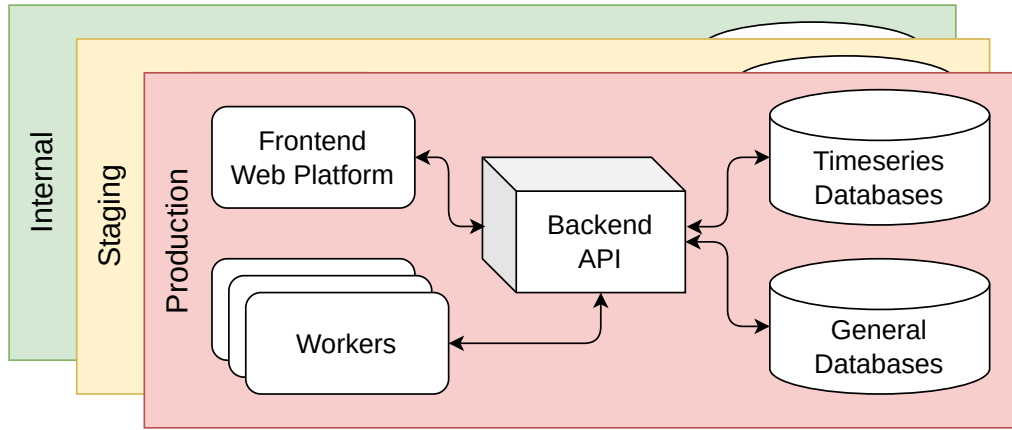 Internal
Staging
Production
Frontend
Web Platform
Workers
Backend
API
Timeseries
Databases
General
Databases